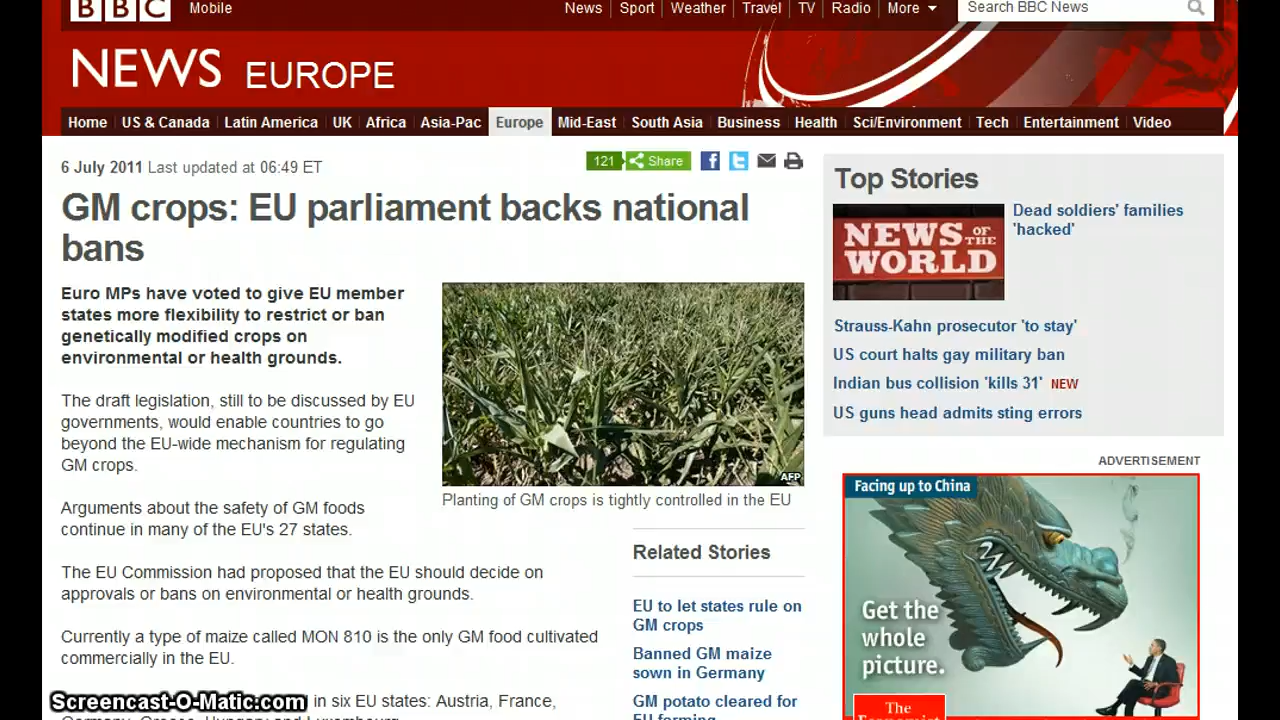 BBC Mobile News Sport Weather Travel TV Radio More Search BBC News
NEWS EUROPE
Home US & Canada Latin America UK Africa Asia-Pac Europe Mid-East South Asia Business Health Sci/Environment Tech Entertainment Video
6 July 2011 Last updated at 06:49 ET
121 Share
GM crops: EU parliament backs national
bans
Euro MPs have voted to give EU member
states more flexibility to restrict or ban
genetically modified crops on
environmental or health grounds.
The draft legislation, still to be discussed by EU
governments, would enable countries to go
beyond the EU-wide mechanism for regulating
GM crops.
Arguments about the safety of GM foods
continue in many of the EU's 27 states.
The EU Commission had proposed that the EU should decide on
approvals or bans on environmental or health grounds.
Currently a type of maize called MON 810 is the only GM food cultivated
commercially in the EU.
in six EU states: Austria, France,
Germany, Greece, Hungary and Luxembourg.
AFP
Planting of GM crops is tightly controlled in the EU
Related Stories
EU to let states rule on
GM crops
Banned GM maize
sown in Germany
GM potato cleared for
EU farming
Top Stories
NEWS OF THE
WORLD
Dead soldiers' families
'hacked'
Strauss-Kahn prosecutor 'to stay'
US court halts gay military ban
Indian bus collision 'kills 31' NEW
US guns head admits sting errors
ADVERTISEMENT
Facing up to China
Get the
whole
picture.
The
Economist
Screencast-O-Matic.com